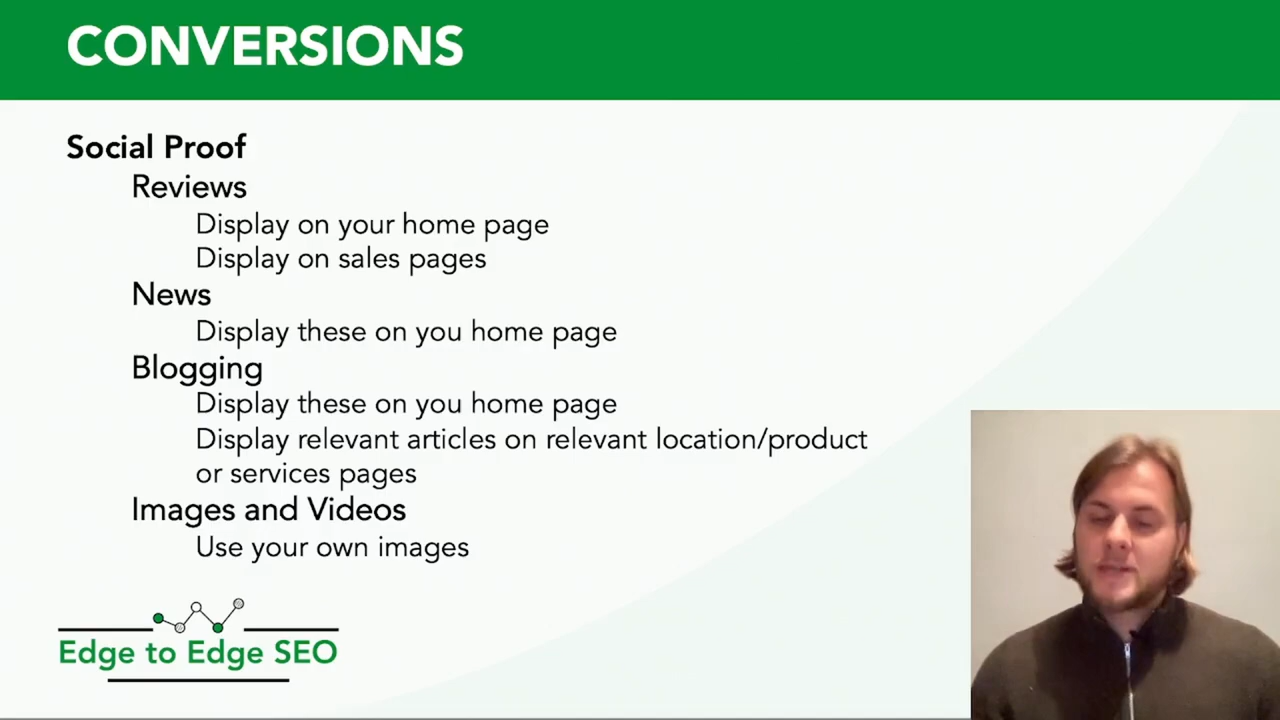 CONVERSIONS
Social Proof
Reviews
Display on your home page
Display on sales pages
News
Display these on you home page
Blogging
Display these on you home page
Display relevant articles on relevant location/product
or services pages
Images and Videos
Use your own images
Edge to Edge SEO